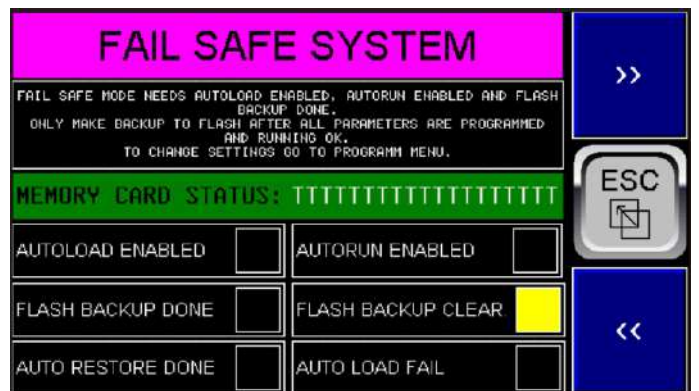 FAIL SAFE SYSTEM
FAIL SAFE MODE NEEDS AUTOLOAD ENABLED, AUTORUN ENABLED AND FLASH
BACKUP DONE.
ONLY MAKE BACKUP TO FLASH AFTER ALL PARAMETERS ARE PROGRAMMED
AND RUNNING OK.
TO CHANGE SETTINGS GO TO PROGRAMM MENU.
MEMORY CARD STATUS: TTTTTTTTTTTTTTTTTTTT
AUTOLOAD ENABLED
AUTORUN ENABLED
FLASH BACKUP DONE
FLASH BACKUP CLEAR
AUTO RESTORE DONE
AUTO LOAD FAIL
>>
ESC
<<